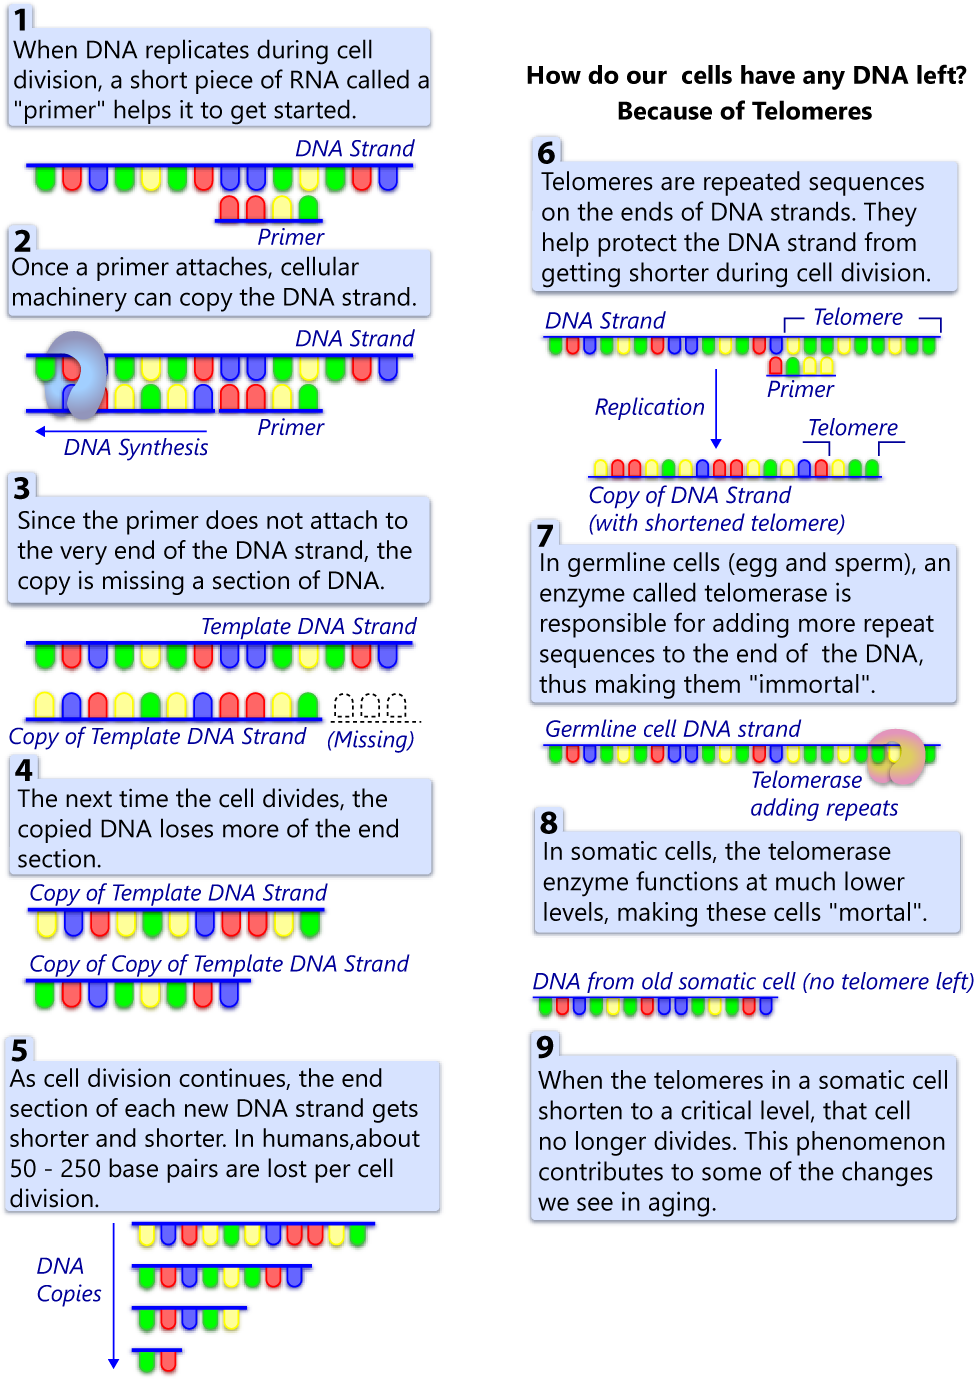 1
When DNA replicates during cell
division, a short piece of RNA called a
"primer" helps it to get started.
DNA Strand
Primer
2
Once a primer attaches, cellular
machinery can copy the DNA strand.
DNA Strand
Primer
DNA Synthesis
3
Since the primer does not attach to
the very end of the DNA strand, the
copy is missing a section of DNA.
Template DNA Strand
Copy of Template DNA Strand
(Missing)
4
The next time the cell divides, the
copied DNA loses more of the end
section.
Copy of Template DNA Strand
Copy of Copy of Template DNA Strand
5
As cell division continues, the end
section of each new DNA strand gets
shorter and shorter. In humans,about
50 - 250 base pairs are lost per cell
division.
DNA
Copies
How do our  cells have any DNA left?
Because of Telomeres
6
Telomeres are repeated sequences
on the ends of DNA strands. They
help protect the DNA strand from
getting shorter during cell division.
DNA Strand
Telomere
Primer
Replication
Telomere
Copy of DNA Strand
(with shortened telomere)
7
In germline cells (egg and sperm), an
enzyme called telomerase is
responsible for adding more repeat
sequences to the end of  the DNA,
thus making them "immortal".
Germline cell DNA strand
Telomerase
adding repeats
8
In somatic cells, the telomerase
enzyme functions at much lower
levels, making these cells "mortal".
DNA from old somatic cell (no telomere left)
9
When the telomeres in a somatic cell
shorten to a critical level, that cell
no longer divides. This phenomenon
contributes to some of the changes
we see in aging.